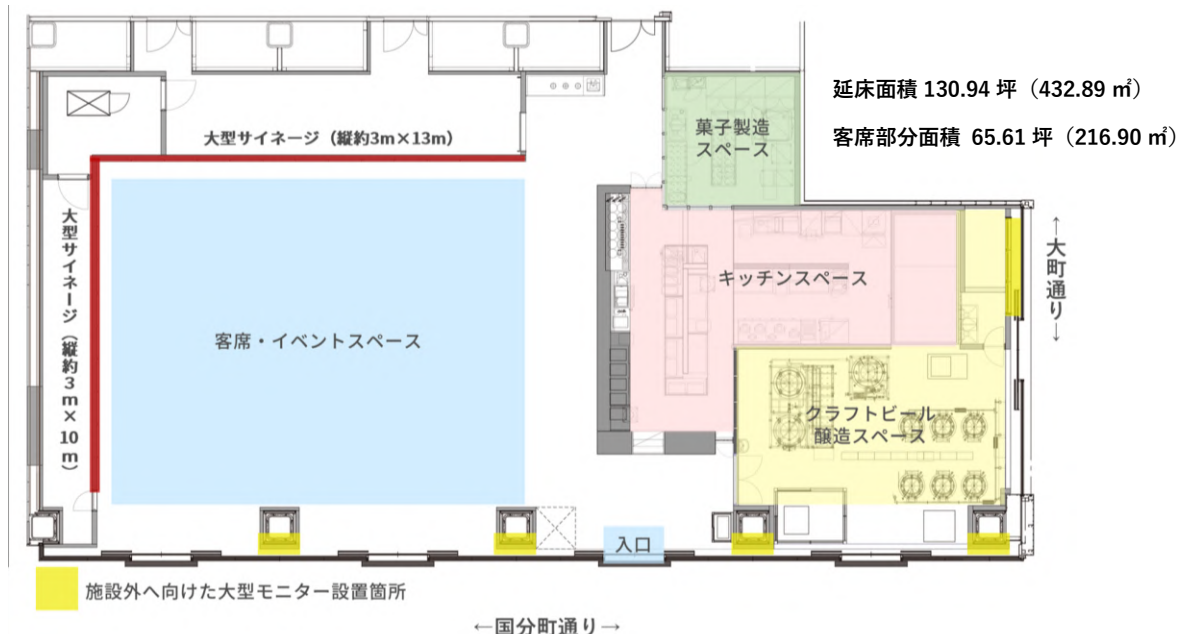 延床面積 130.94 坪（432.89 ㎡）
客席部分面積 65.61 坪（216.90 ㎡）
大型サイネージ（縦約3m×13m）
菓子製造
スペース
大型サイネージ（縦約３ｍ×10ｍ）
客席・イベントスペース
キッチンスペース
←大町通り→
クラフトビール
醸造スペース
入口
施設外へ向けた大型モニター設置箇所
←国分町通り→